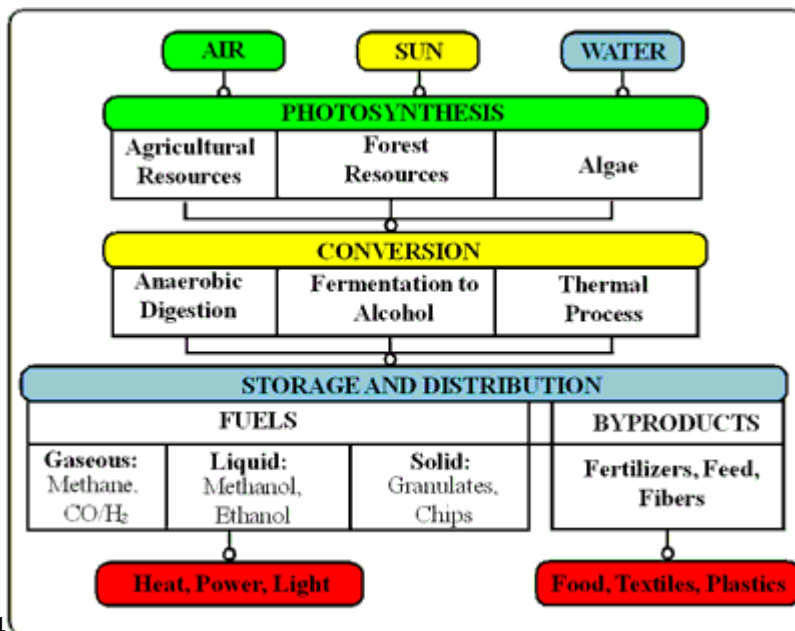 AIR SUN WATER
PHOTOSYNTHESIS
Agricultural
Resources
Forest
Resources
Algae
CONVERSION
Anaerobic
Digestion
Fermentation to
Alcohol
Thermal
Process
STORAGE AND DISTRIBUTION
FUELS
BYPRODUCTS
Gaseous:
Methane,
CO/H₂
Liquid:
Methanol,
Ethanol
Solid:
Granulates,
Chips
Fertilizers, Feed,
Fibers
Heat, Power, Light
Food, Textiles, Plastics